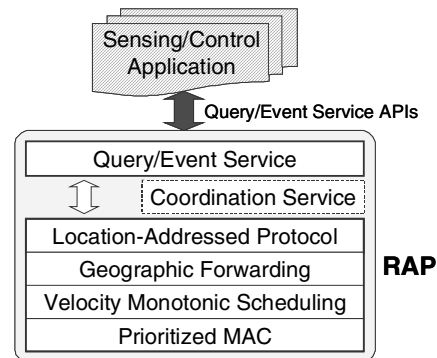 Sensing/Control
Application
Query/Event Service APIs
Query/Event Service
Coordination Service
Location-Addressed Protocol
Geographic Forwarding
Velocity Monotonic Scheduling
Prioritized MAC
RAP